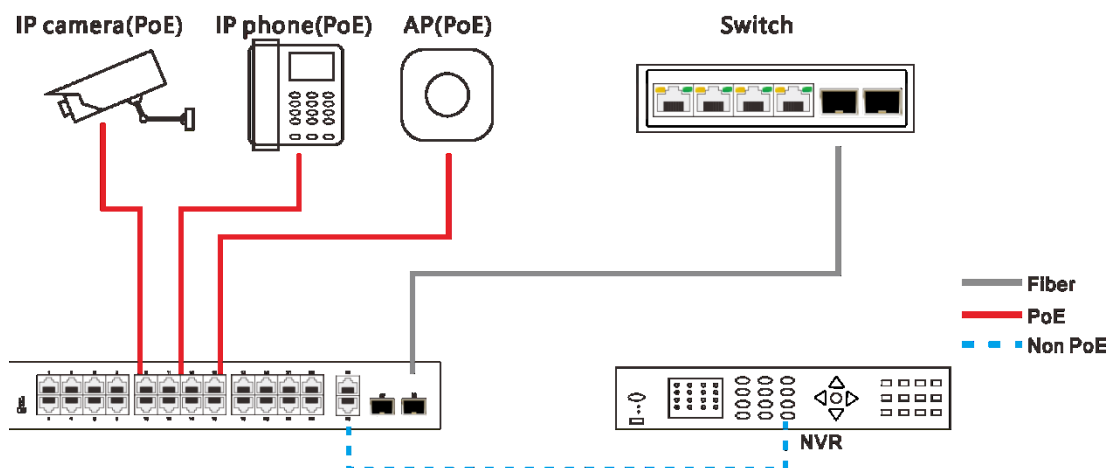 IP camera(PoE)
IP phone(PoE)
AP(PoE)
Switch
Fiber
PoE
Non PoE
NVR